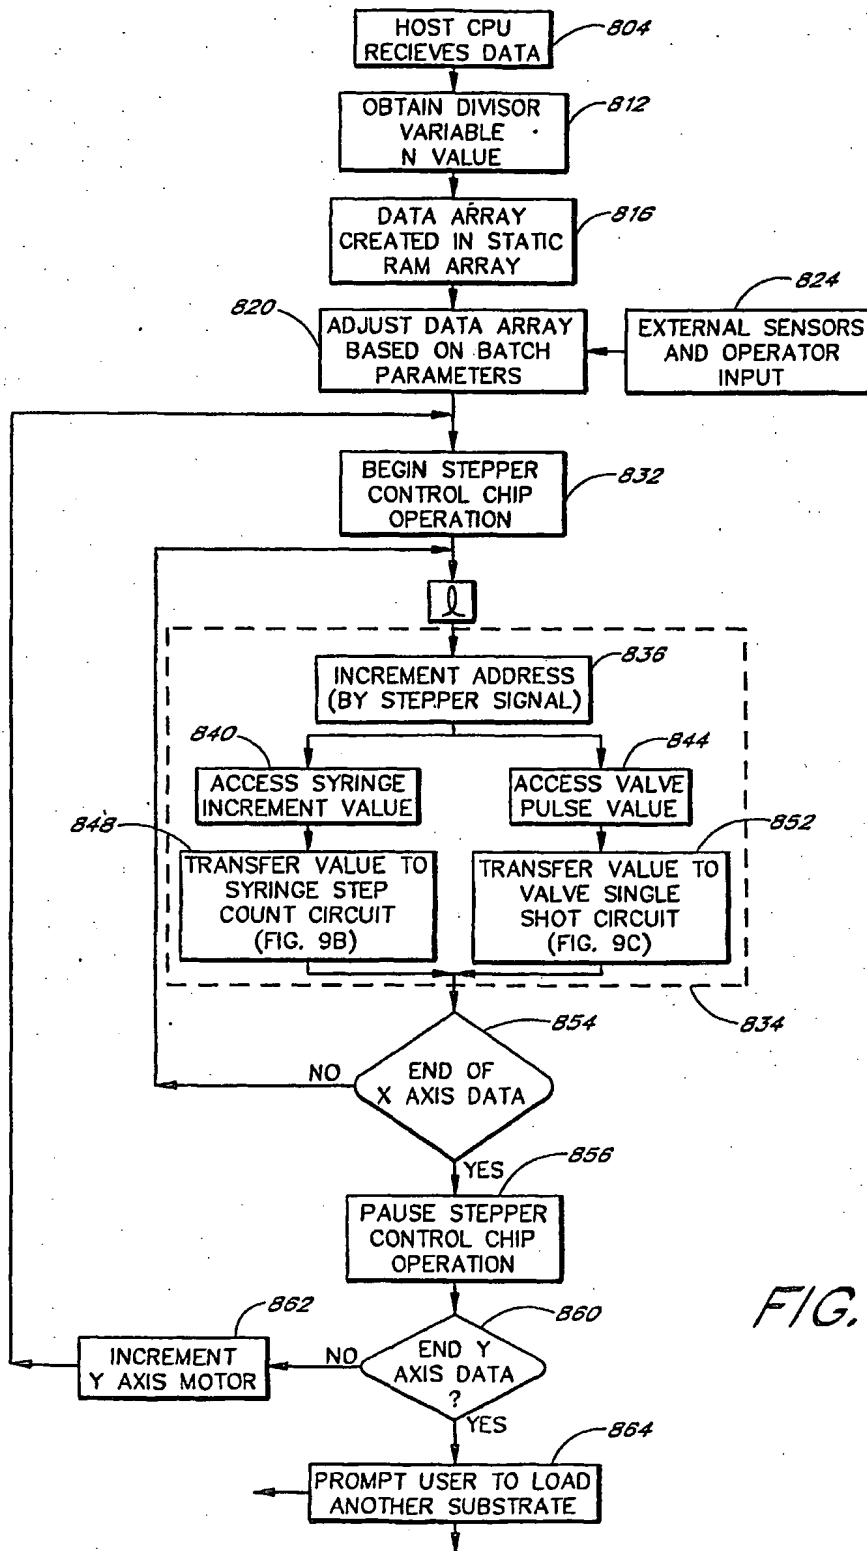 HOST CPU
RECIEVES DATA
804
OBTAIN DIVISOR
VARIABLE
N VALUE
812
DATA ARRAY
CREATED IN STATIC
RAM ARRAY
816
820
ADJUST DATA ARRAY
BASED ON BATCH
PARAMETERS
824
EXTERNAL SENSORS
AND OPERATOR
INPUT
BEGIN STEPPER
CONTROL CHIP
OPERATION
832
l
INCREMENT ADDRESS
(BY STEPPER SIGNAL)
836
840
ACCESS SYRINGE
INCREMENT VALUE
844
ACCESS VALVE
PULSE VALUE
848
TRANSFER VALUE TO
SYRINGE STEP
COUNT CIRCUIT
(FIG. 9B)
852
TRANSFER VALUE TO
VALVE SINGLE
SHOT CIRCUIT
(FIG. 9C)
834
854
END OF
X AXIS DATA
NO
YES
856
PAUSE STEPPER
CONTROL CHIP
OPERATION
860
END Y
AXIS DATA
?
NO
862
INCREMENT
Y AXIS MOTOR
YES
864
PROMPT USER TO LOAD
ANOTHER SUBSTRATE
FIG.